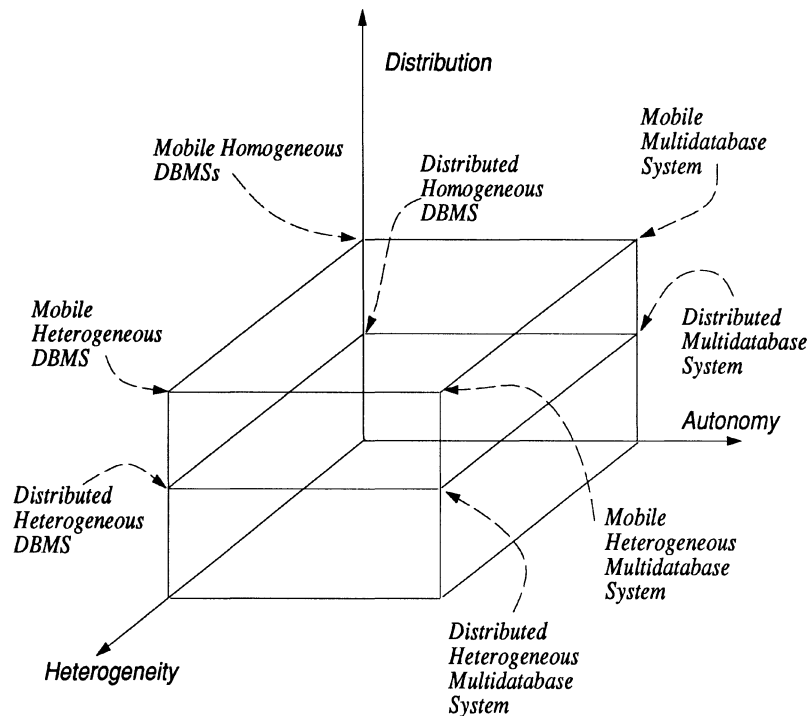 Distribution
Mobile Homogeneous
DBMSs
Distributed
Homogeneous
DBMS
Mobile
Multidatabase
System
Mobile
Heterogeneous
DBMS
Distributed
Multidatabase
System
Autonomy
Distributed
Heterogeneous
DBMS
Mobile
Heterogeneous
Multidatabase
System
Distributed
Heterogeneous
Multidatabase
System
Heterogeneity